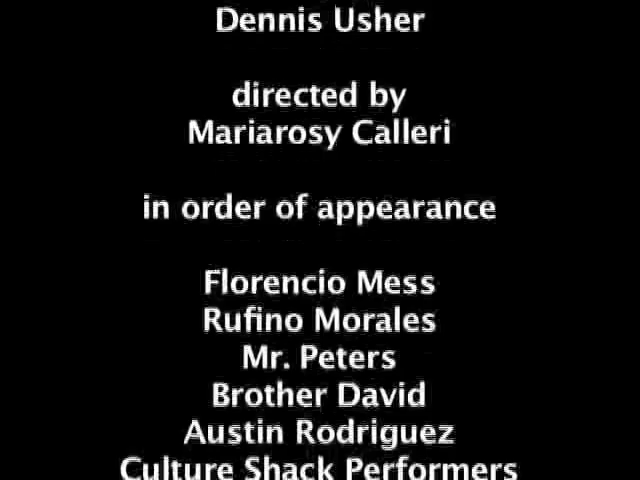 Dennis Usher
directed by
Mariarosy Calleri
in order of appearance
Florencio Mess
Rufino Morales
Mr. Peters
Brother David
Austin Rodriguez
Culture Shack Performers